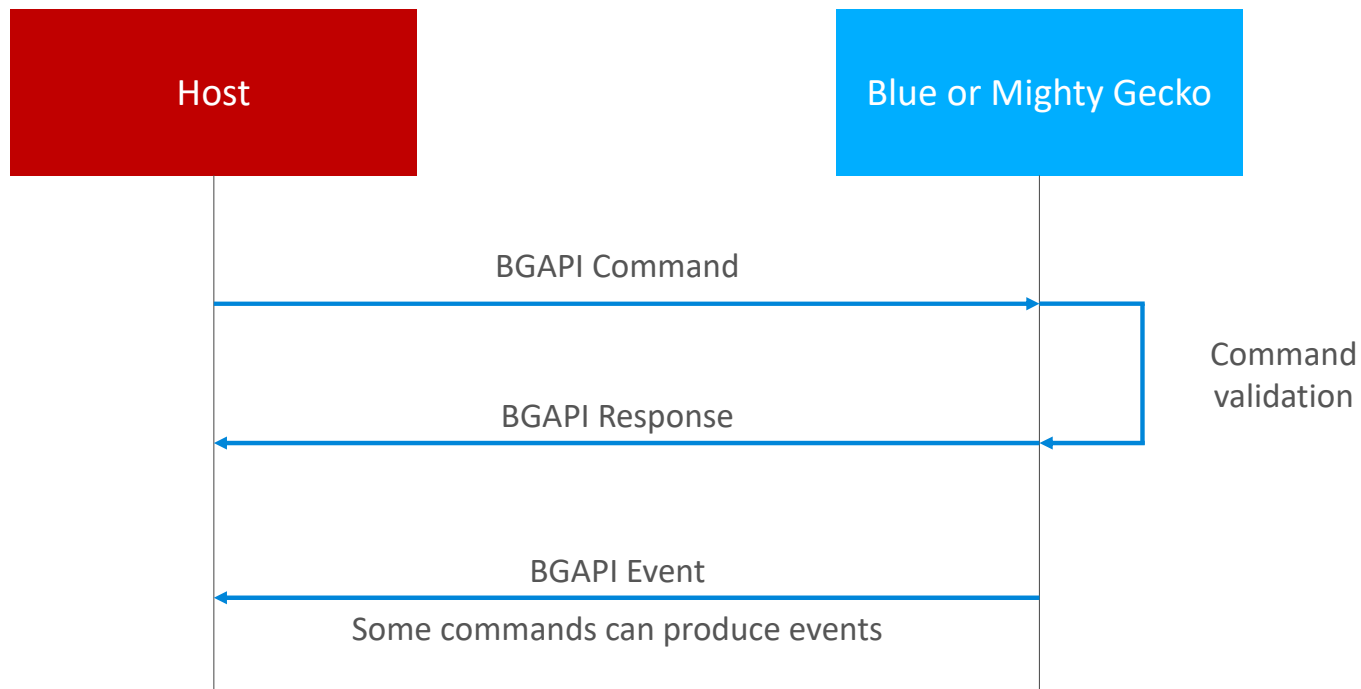 Host
Blue or Mighty Gecko
BGAPI Command
Command
validation
BGAPI Response
BGAPI Event
Some commands can produce events